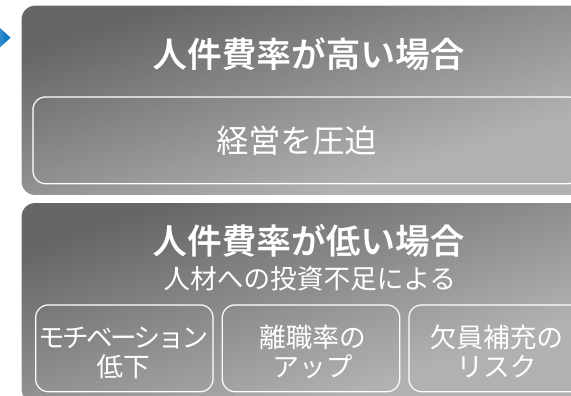 人件費率が高い場合
経営を圧迫
人件費率が低い場合
人材への投資不足による
モチベーション
低下
離職率の
アップ
欠員補充の
リスク